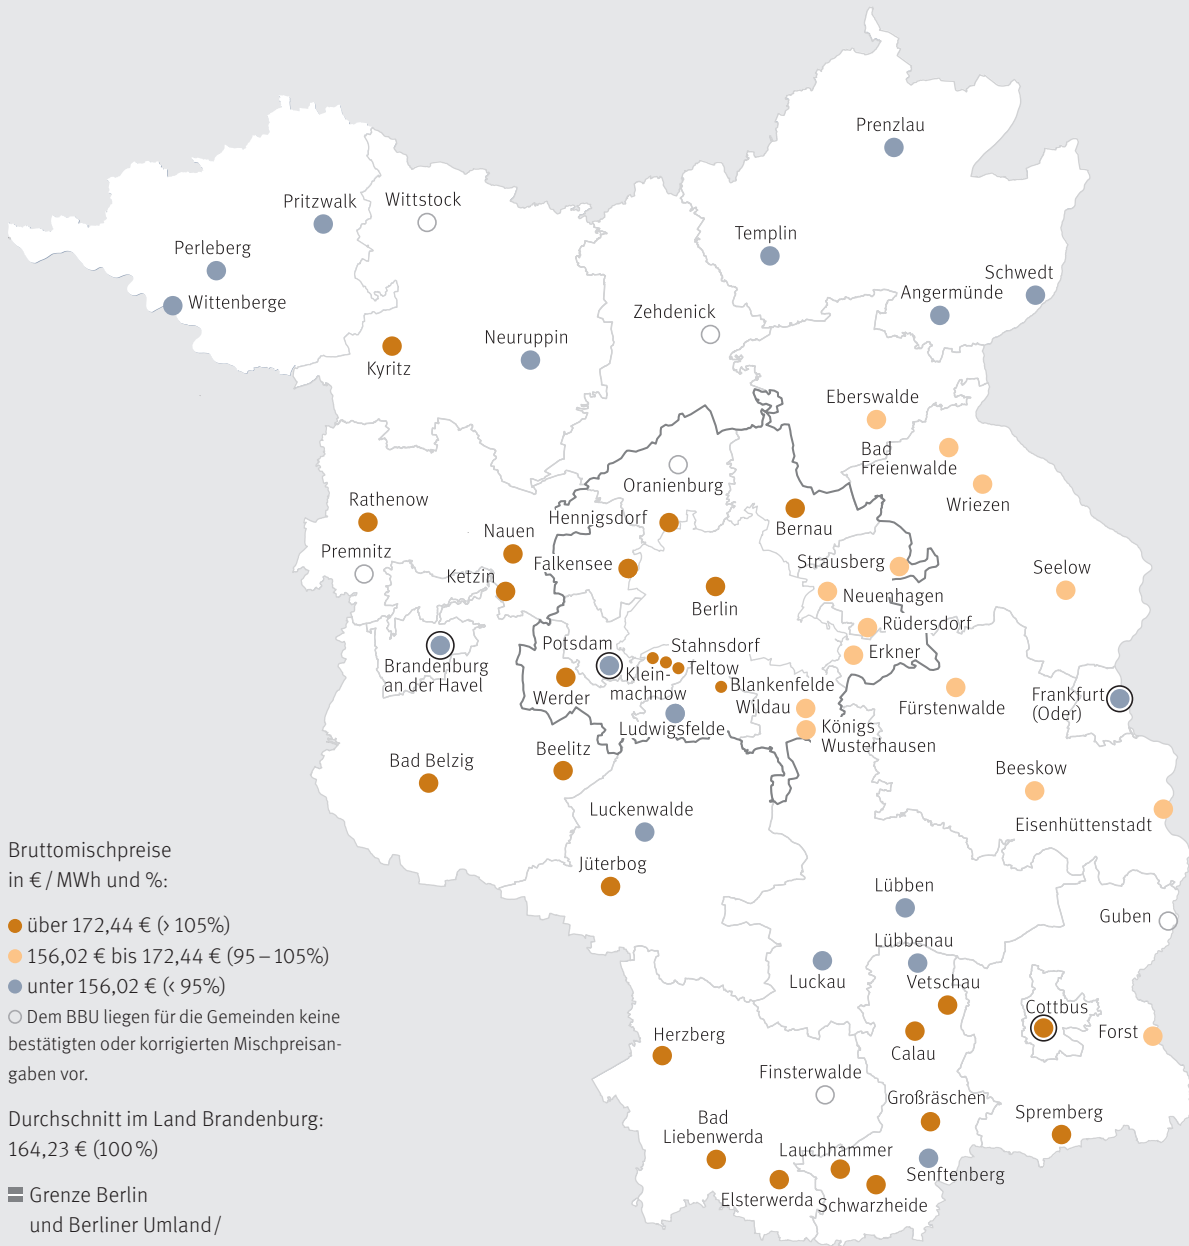 Prenzlau
Pritzwalk
Wittstock
Perleberg
Templin
Wittenberge
Schwedt
Angermünde
Zehdenick
Neuruppin
Kyritz
Eberswalde
Bad
Freienwalde
Wriezen
Oranienburg
Rathenow
Hennigsdorf
Bernau
Nauen
Premnitz
Falkensee
Strausberg
Seelow
Ketzin
Neuenhagen
Berlin
Rüdersdorf
Potsdam
Stahnsdorf
Erkner
Brandenburg
an der Havel
Klein-
machnow
Teltow
Blankenfelde
Werder
Wildau
Fürstenwalde
Frankfurt
(Oder)
Ludwigsfelde
Königs
Wusterhausen
Beelitz
Bad Belzig
Beeskow
Luckenwalde
Eisenhüttenstadt
Jüterbog
Lübben
Guben
Lübbenau
Luckau
Vetschau
Cottbus
Herzberg
Calau
Forst
Finsterwalde
Großräschen
Spremberg
Bad
Liebenwerda
Lauchhammer
Senftenberg
Elsterwerda
Schwarzheide
Bruttomischpreise
in € / MWh und %:
über 172,44 € (> 105%)
156,02 € bis 172,44 € (95 – 105%)
unter 156,02 € (< 95%)
Dem BBU liegen für die Gemeinden keine
bestätigten oder korrigierten Mischpreisan-
gaben vor.
Durchschnitt im Land Brandenburg:
164,23 € (100 %)
Grenze Berlin
und Berliner Umland /